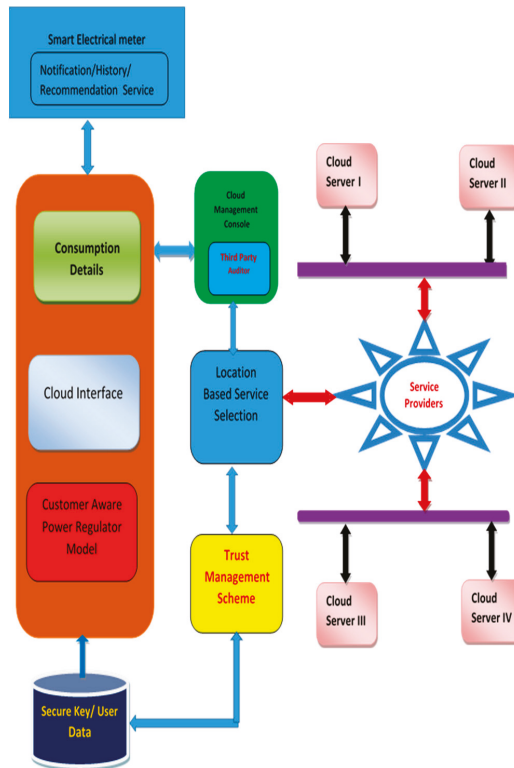 Smart Electrical meter
Notification/History/
Recommendation Service
Consumption
Details
Cloud Interface
Customer Aware
Power Regulator
Model
Secure Key/ User
Data
Cloud
Management
Console
Third Party
Auditor
Location
Based Service
Selection
Trust
Management
Scheme
Cloud
Server I
Cloud
Server II
Service
Providers
Cloud
Server III
Cloud
Server IV